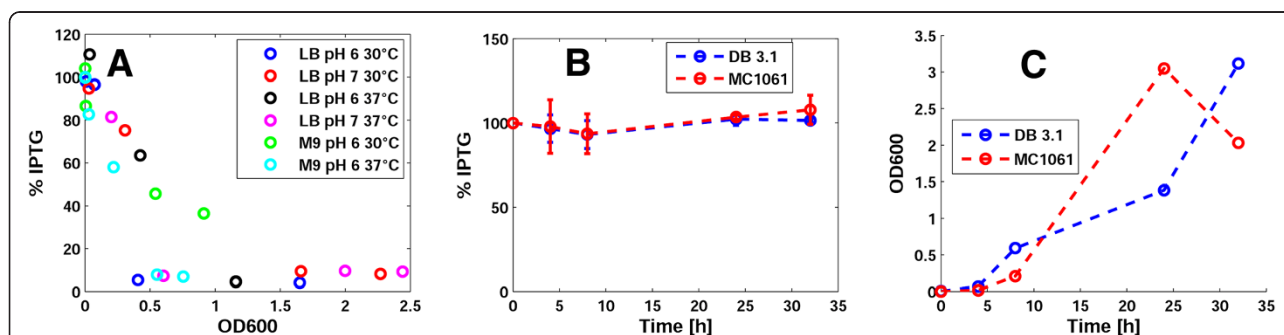 A
% IPTG
120
100
80
60
40
20
0
0
0.5
1
1.5
2
2.5
OD600
LB pH 6 30°C
LB pH 7 30°C
LB pH 6 37°C
LB pH 7 37°C
M9 pH 6 30°C
M9 pH 6 37°C
B
% IPTG
150
100
50
0
0
5
10
15
20
25
30
35
Time [h]
DB 3.1
MC1061
C
OD600
3.5
3
2.5
2
1.5
1
0.5
0
0
5
10
15
20
25
30
35
Time [h]
DB 3.1
MC1061